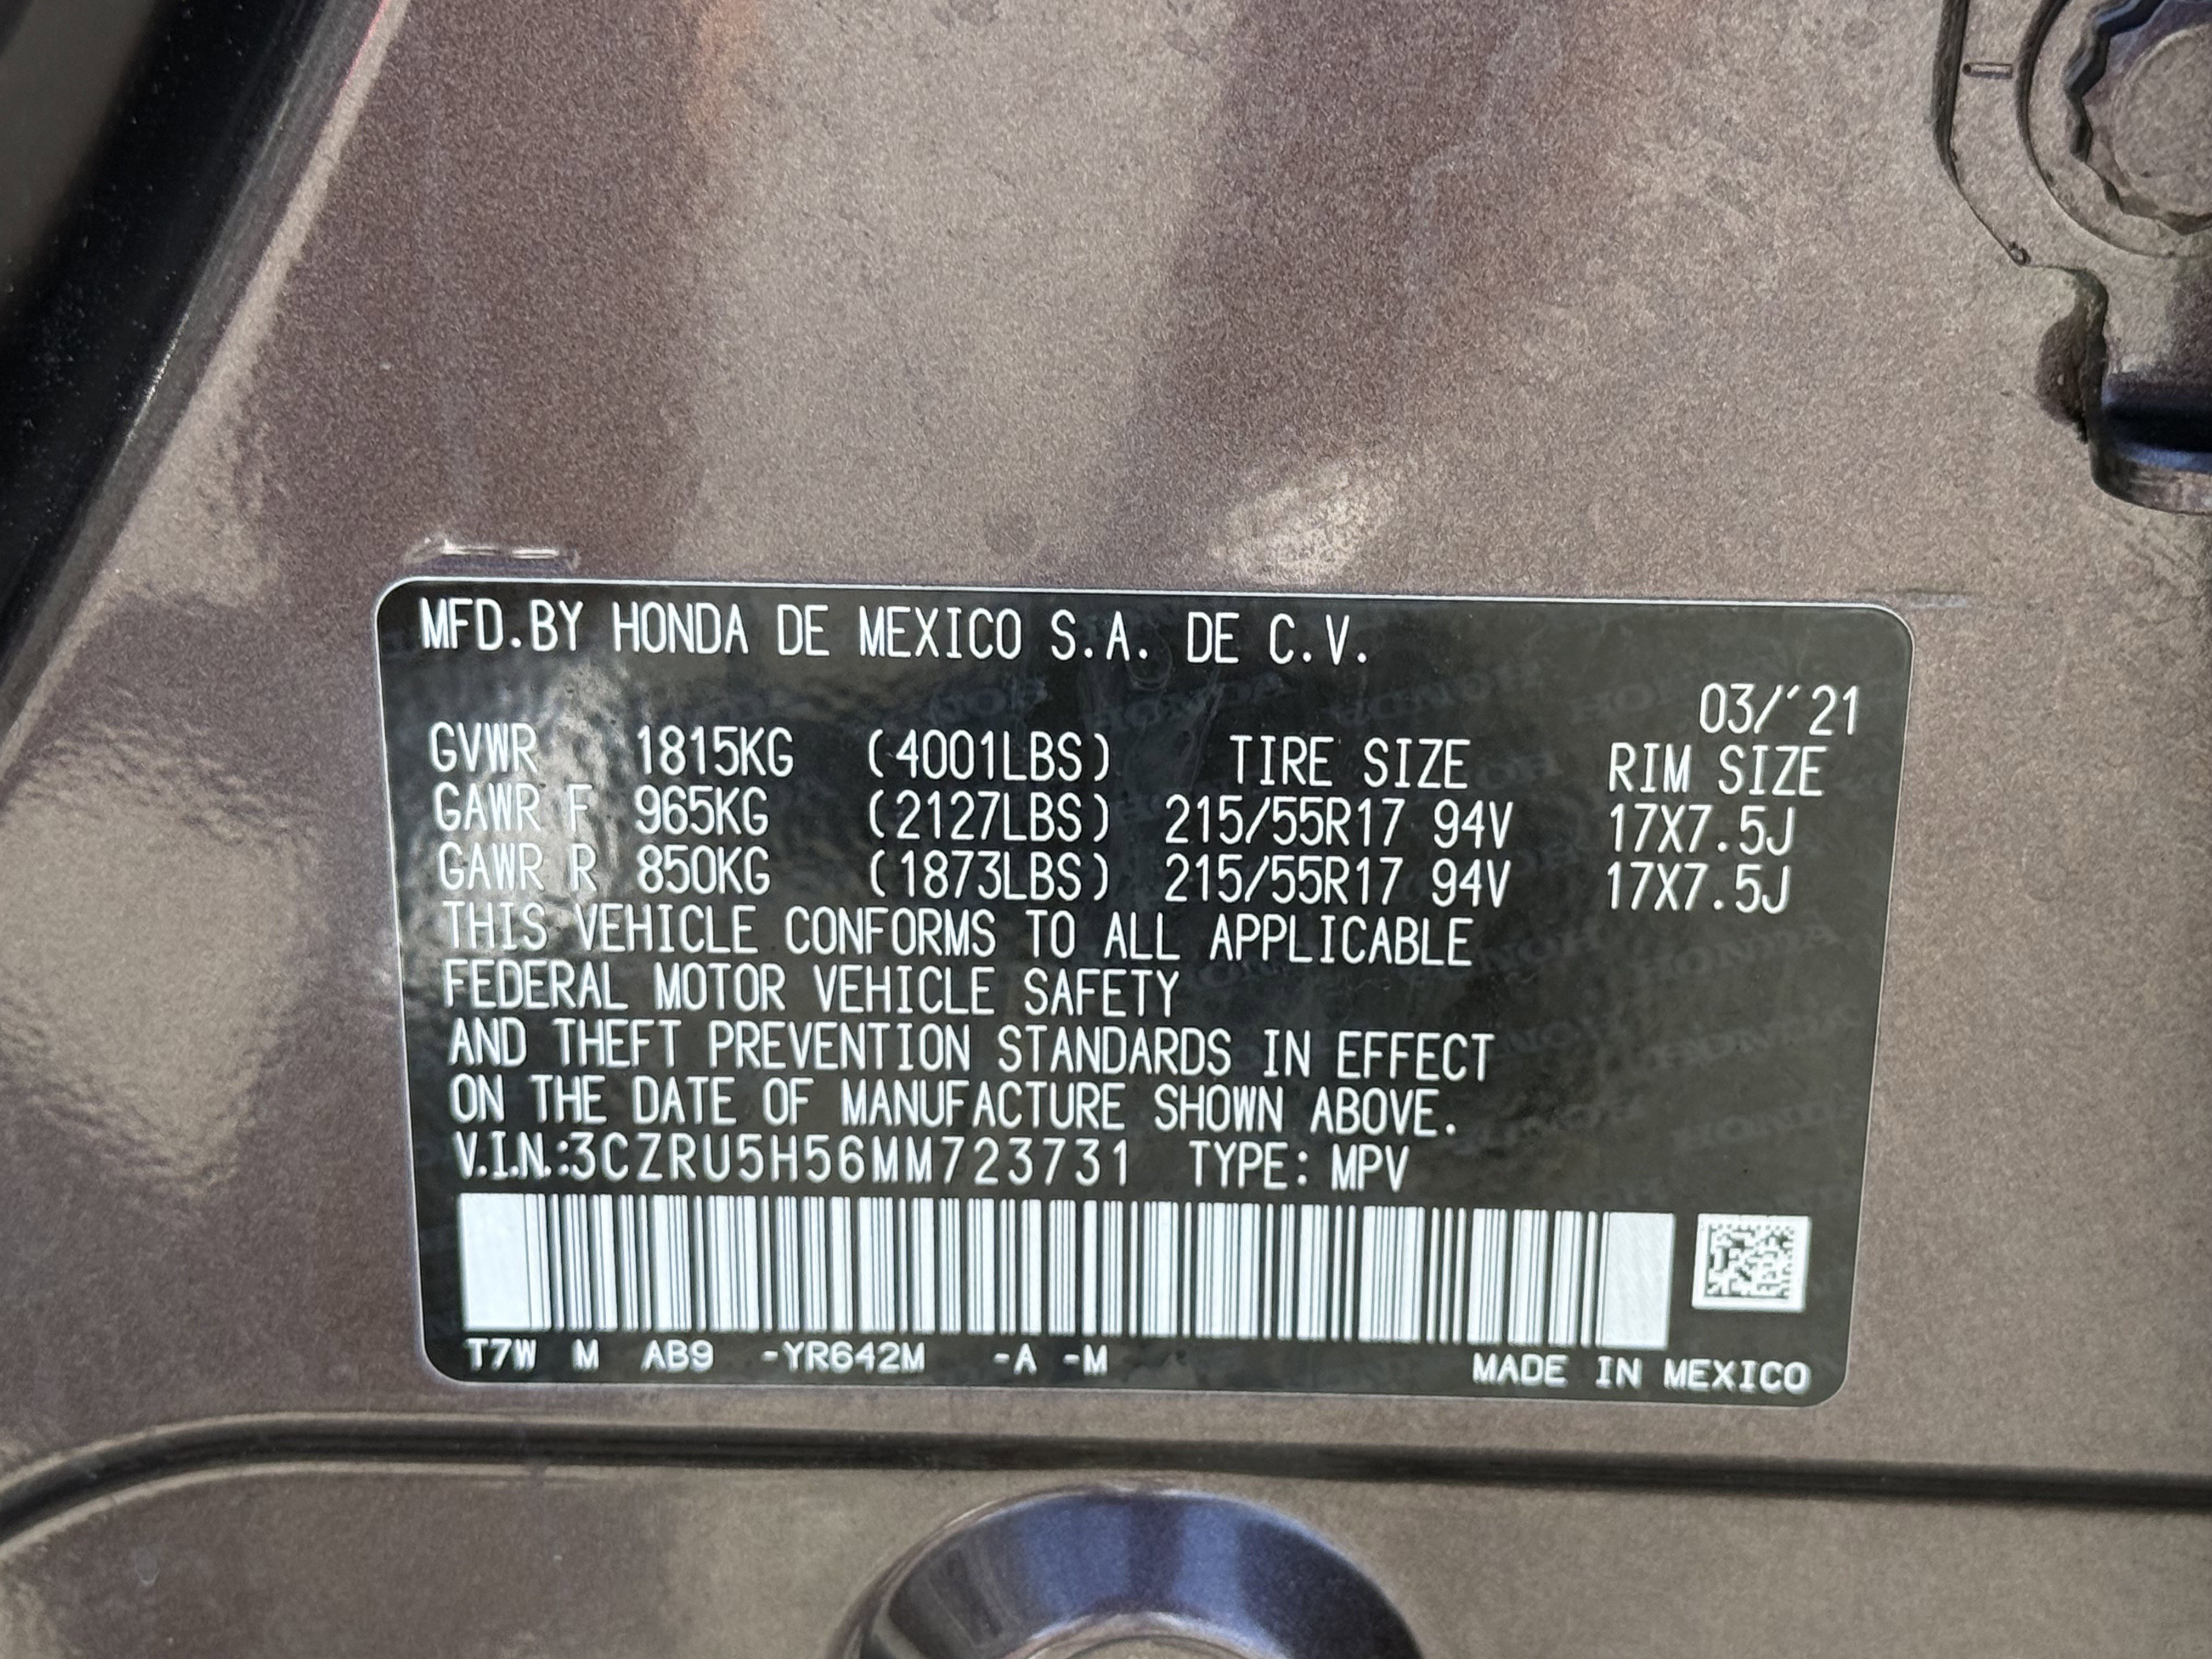 MFD.BY HONDA DE MEXICO S.A. DE C.V.
03/'21
GVWR 1815KG (4001LBS) TIRE SIZE RIM SIZE
GAWR F 965KG (2127LBS) 215/55R17 94V 17X7.5J
GAWR R 850KG (1873LBS) 215/55R17 94V 17X7.5J
THIS VEHICLE CONFORMS TO ALL APPLICABLE
FEDERAL MOTOR VEHICLE SAFETY
AND THEFT PREVENTION STANDARDS IN EFFECT
ON THE DATE OF MANUFACTURE SHOWN ABOVE.
V.I.N.:3CZRU5H56MM723731 TYPE: MPV
T7W M AB9 -YR642M -A -M MADE IN MEXICO